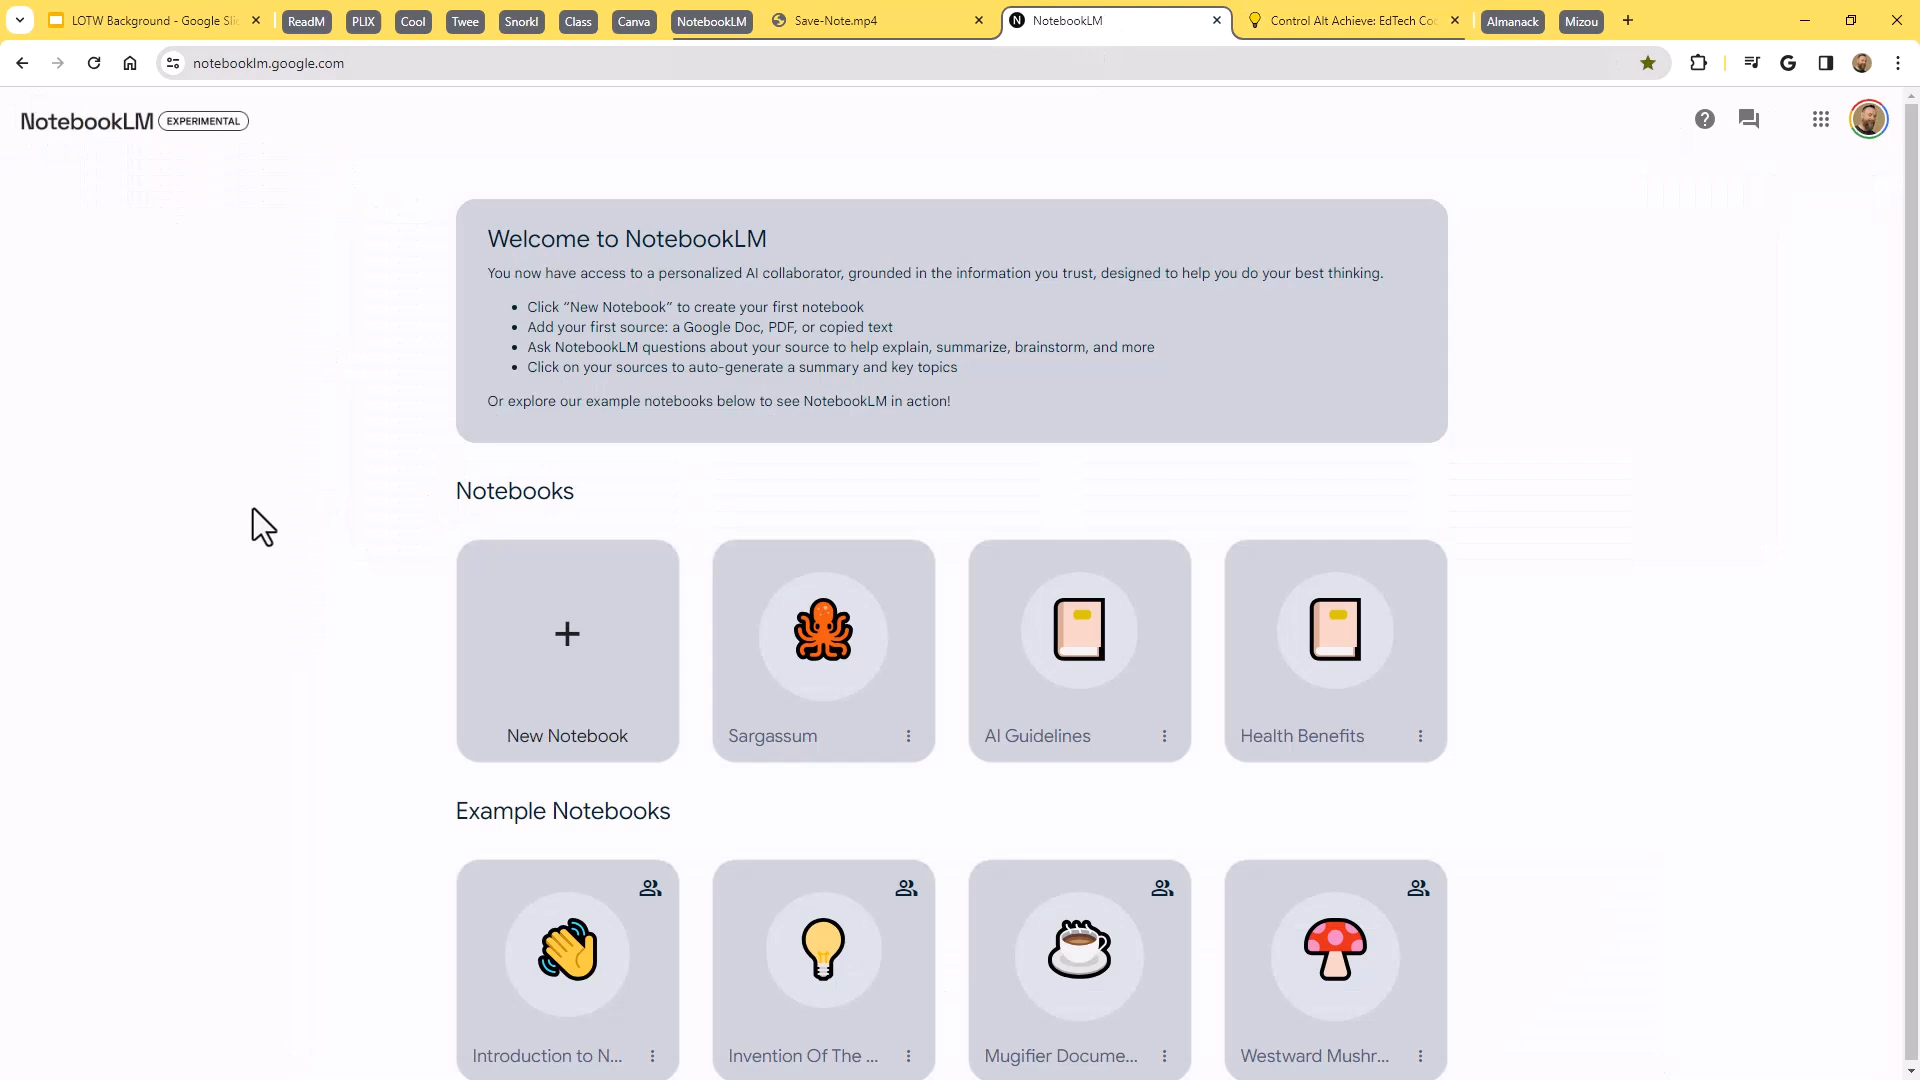 LOTW Background - Google Slid
ReadM
PLIX
Cool
Twee
Snorkl
Class
Canva
NotebookLM
Save-Note.mp4
NotebookLM
Control Alt Achieve: EdTech Co
Almanack
Mizou
notebooklm.google.com
NotebookLM EXPERIMENTAL
Welcome to NotebookLM
You now have access to a personalized AI collaborator, grounded in the information you trust, designed to help you do your best thinking.
• Click “New Notebook” to create your first notebook
• Add your first source: a Google Doc, PDF, or copied text
• Ask NotebookLM questions about your source to help explain, summarize, brainstorm, and more
• Click on your sources to auto-generate a summary and key topics
Or explore our example notebooks below to see NotebookLM in action!
Notebooks
New Notebook
Sargassum
AI Guidelines
Health Benefits
Example Notebooks
Introduction to N...
Invention Of The ...
Mugifier Docume...
Westward Mushr...